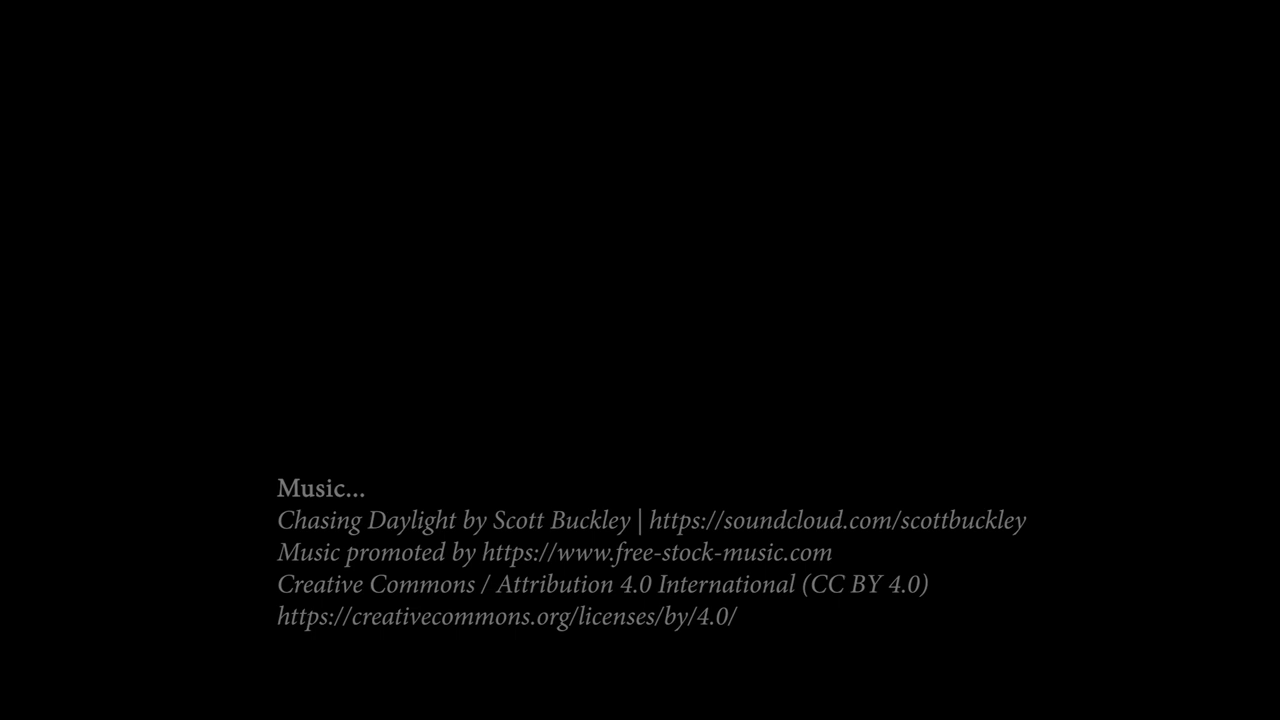 Music...
Chasing Daylight by Scott Buckley | https://soundcloud.com/scottbuckley
Music promoted by https://www.free-stock-music.com
Creative Commons / Attribution 4.0 International (CC BY 4.0)
https://creativecommons.org/licenses/by/4.0/